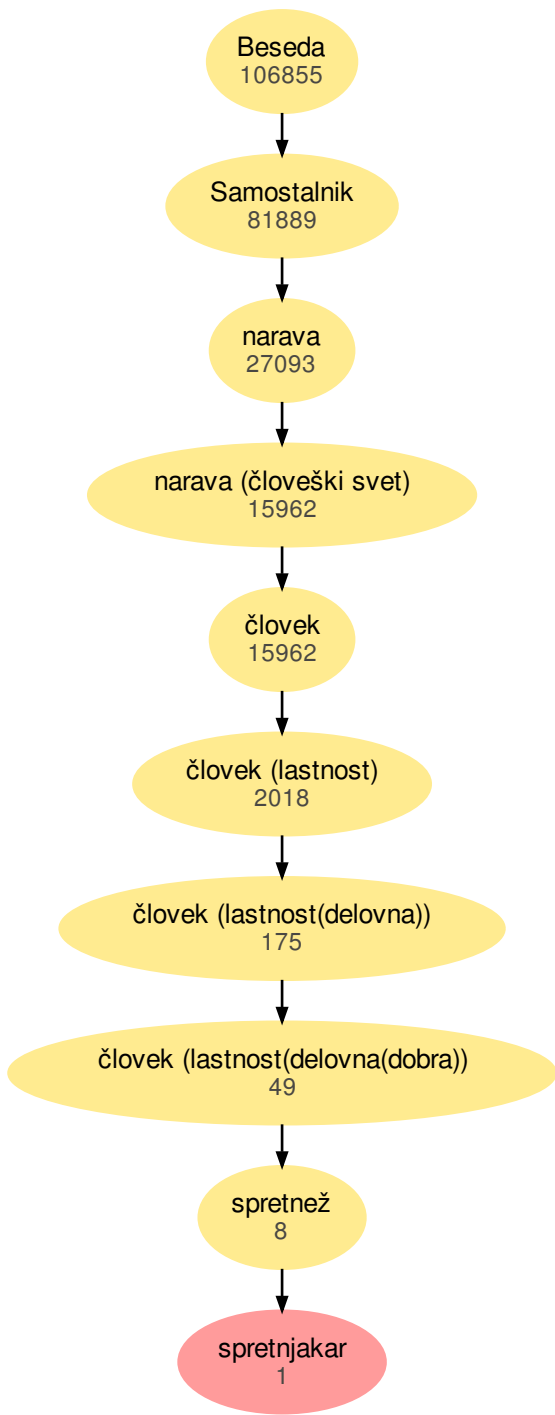 Beseda
106855
Samostalnik
81889
narava
27093
narava (človeški svet)
15962
človek
15962
človek (lastnost)
2018
človek (lastnost(delovna))
175
človek (lastnost(delovna(dobra))
49
spretnež
8
spretnjakar
1